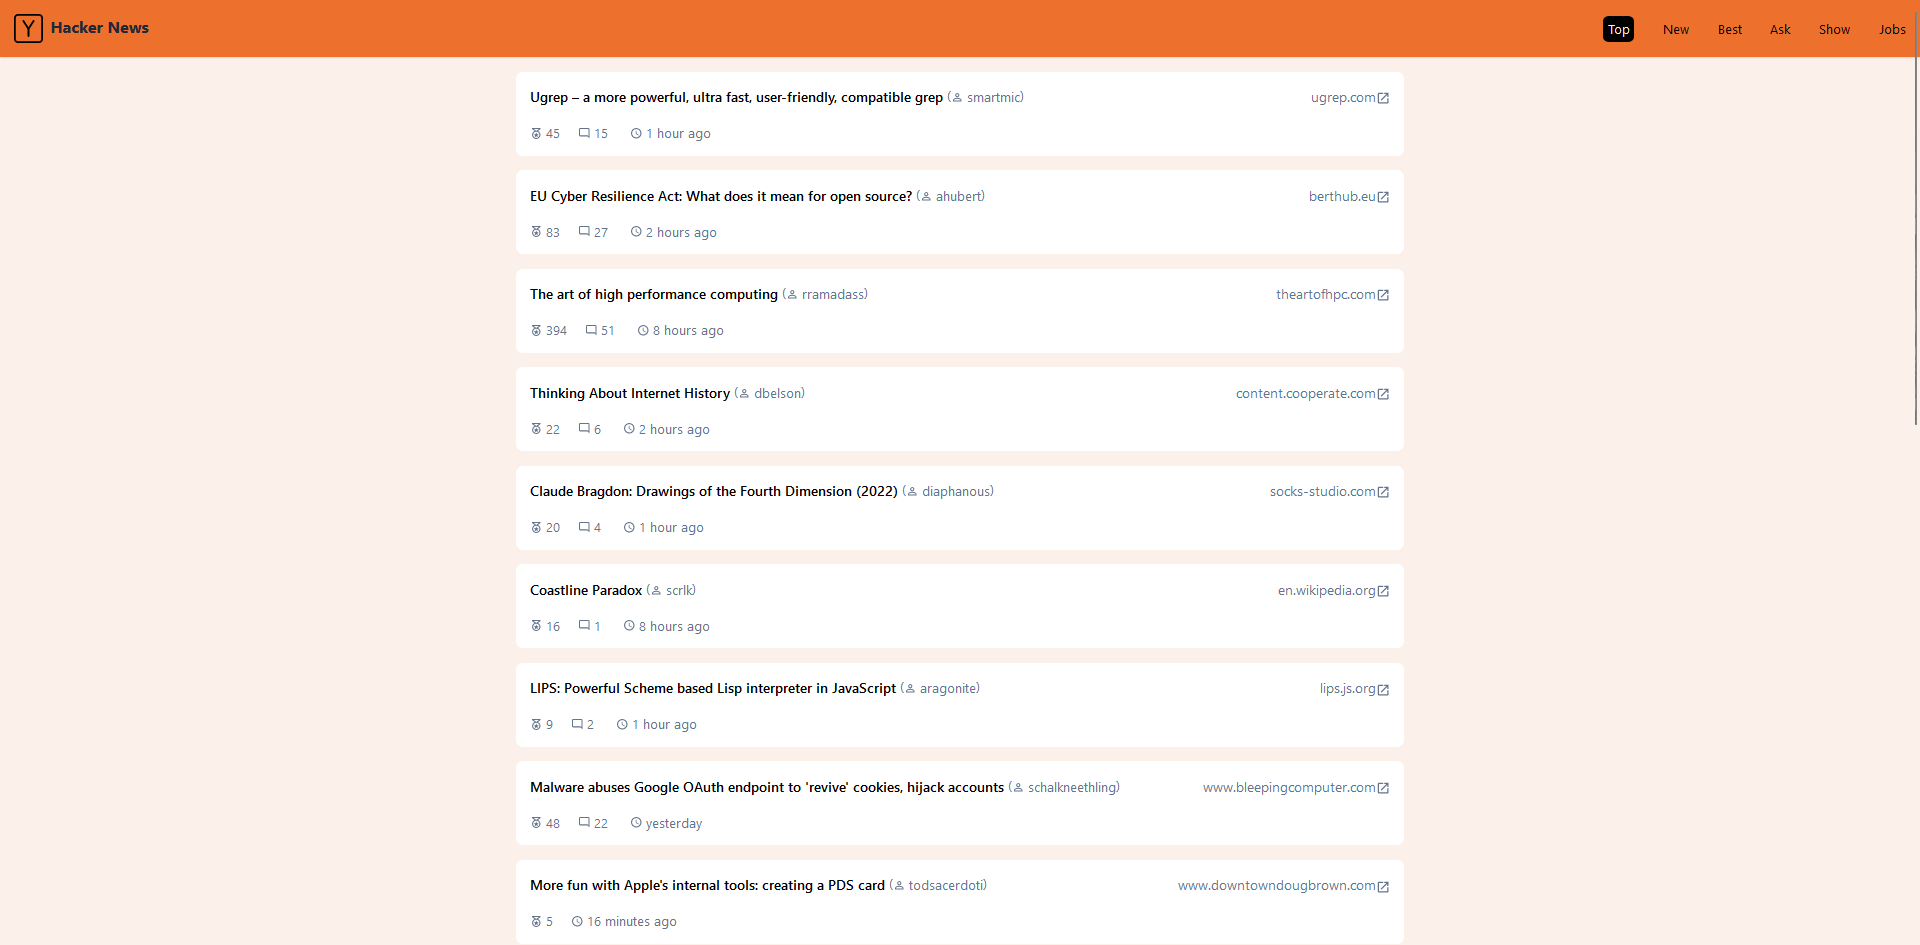 Y Hacker News Top New Best Ask Show Jobs
Ugrep – a more powerful, ultra fast, user-friendly, compatible grep ( smartmic) ugrep.com
45 15 1 hour ago
EU Cyber Resilience Act: What does it mean for open source? ( ahubert) berthub.eu
83 27 2 hours ago
The art of high performance computing ( rramadass) theartofhpc.com
394 51 8 hours ago
Thinking About Internet History ( dbelson) content.cooperate.com
22 6 2 hours ago
Claude Bragdon: Drawings of the Fourth Dimension (2022) ( diaphanous) socks-studio.com
20 4 1 hour ago
Coastline Paradox ( scrlk) en.wikipedia.org
16 1 8 hours ago
LIPS: Powerful Scheme based Lisp interpreter in JavaScript ( aragonite) lips.js.org
9 2 1 hour ago
Malware abuses Google OAuth endpoint to 'revive' cookies, hijack accounts ( schalkneethling) www.bleepingcomputer.com
48 22 yesterday
More fun with Apple's internal tools: creating a PDS card ( todsacerdoti) www.downtowndougbrown.com
5 16 minutes ago